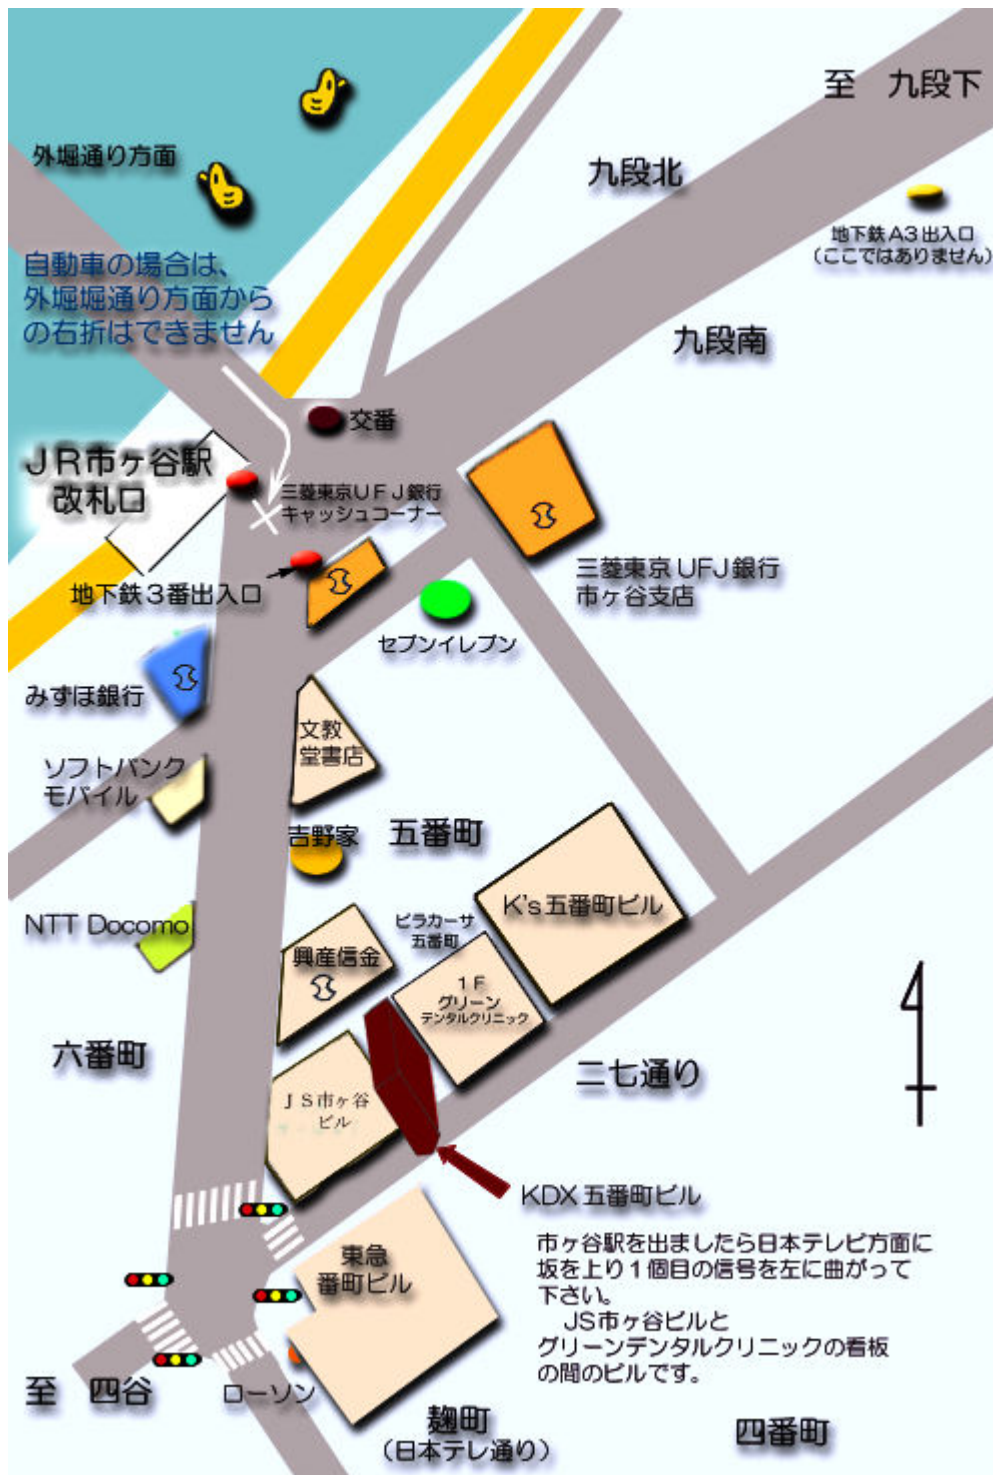 至 九段下
外堀通り方面
九段北
地下鉄A3出入口
(ここではありません)
自動車の場合は、
外堀堀通り方面から
の右折はできません
九段南
交番
JR市ヶ谷駅
改札口
三菱東京UFJ銀行
キャッシュコーナー
三菱東京UFJ銀行
市ヶ谷支店
地下鉄3番出入口
セブンイレブン
みずほ銀行
文教
堂書店
ソフトバンク
モバイル
吉野家
五番町
K's五番町ビル
NTT Docomo
ビラカーサ
五番町
興産信金
1F
グリーン
デンタルクリニック
六番町
二七通り
JS市ヶ谷
ビル
KDX 五番町ビル
東急
番町ビル
市ヶ谷駅を出ましたら日本テレビ方面に
坂を上り1個目の信号を左に曲がって
下さい。
JS市ヶ谷ビルと
グリーンデンタルクリニックの看板
の間のビルです。
至 四谷
ローソン
麹町
(日本テレ通り)
四番町